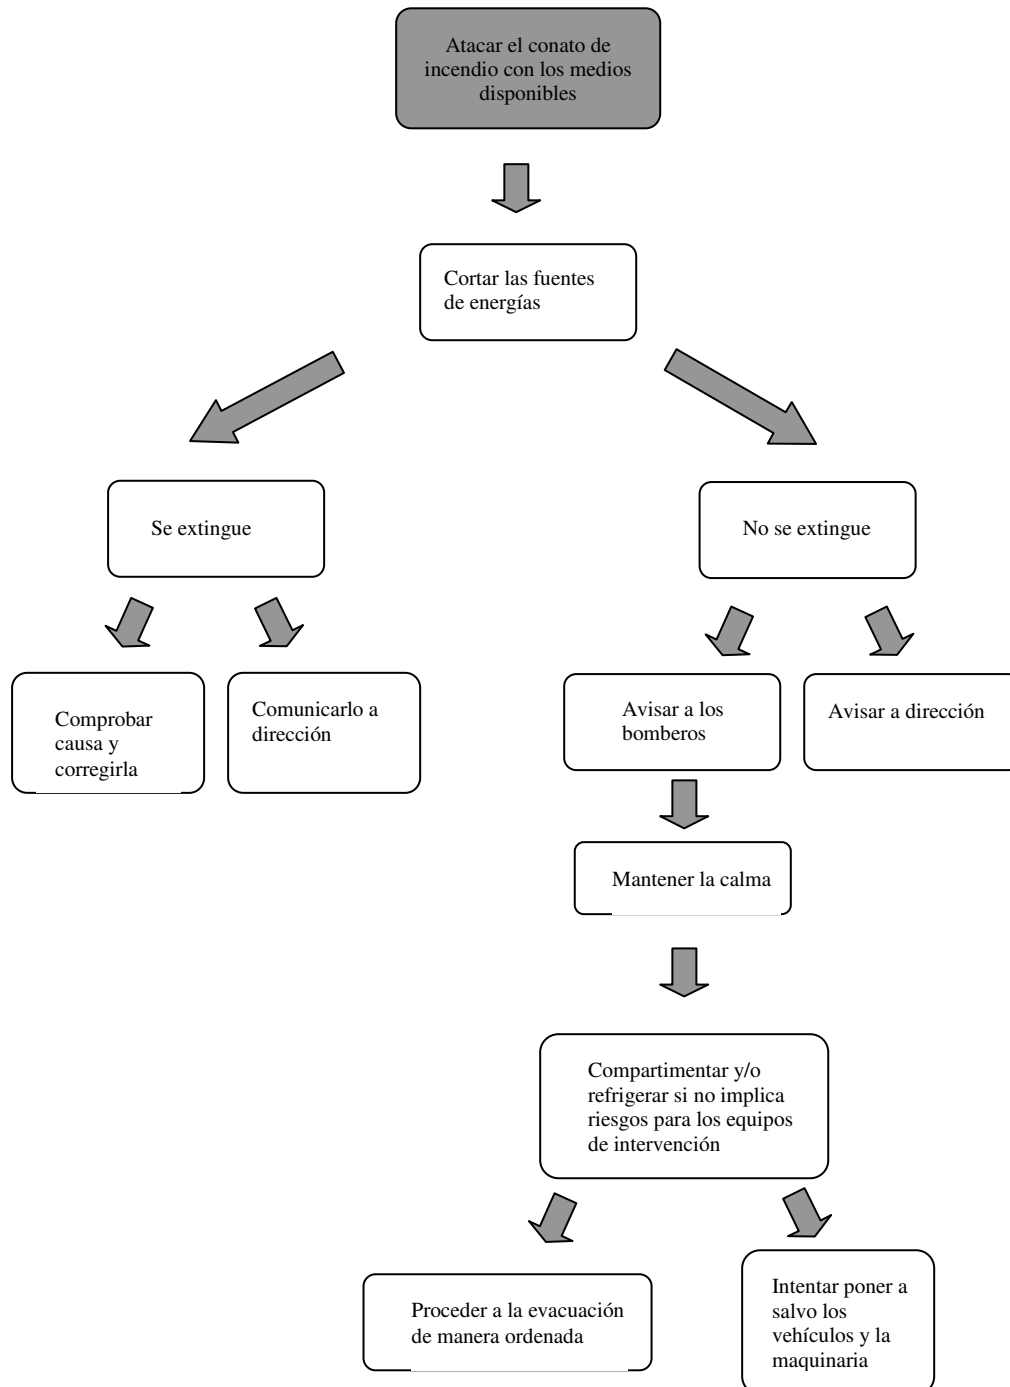 Atacar el conato de
incendio con los medios
disponibles
Cortar las fuentes
de energías
Se extingue
No se extingue
Comprobar
causa y
corregirla
Comunicarlo a
dirección
Avisar a los
bomberos
Avisar a dirección
Mantener la calma
Compartimentar y/o
refrigerar si no implica
riesgos para los equipos
de intervención
Proceder a la evacuación
de manera ordenada
Intentar poner a
salvo los
vehículos y la
maquinaria